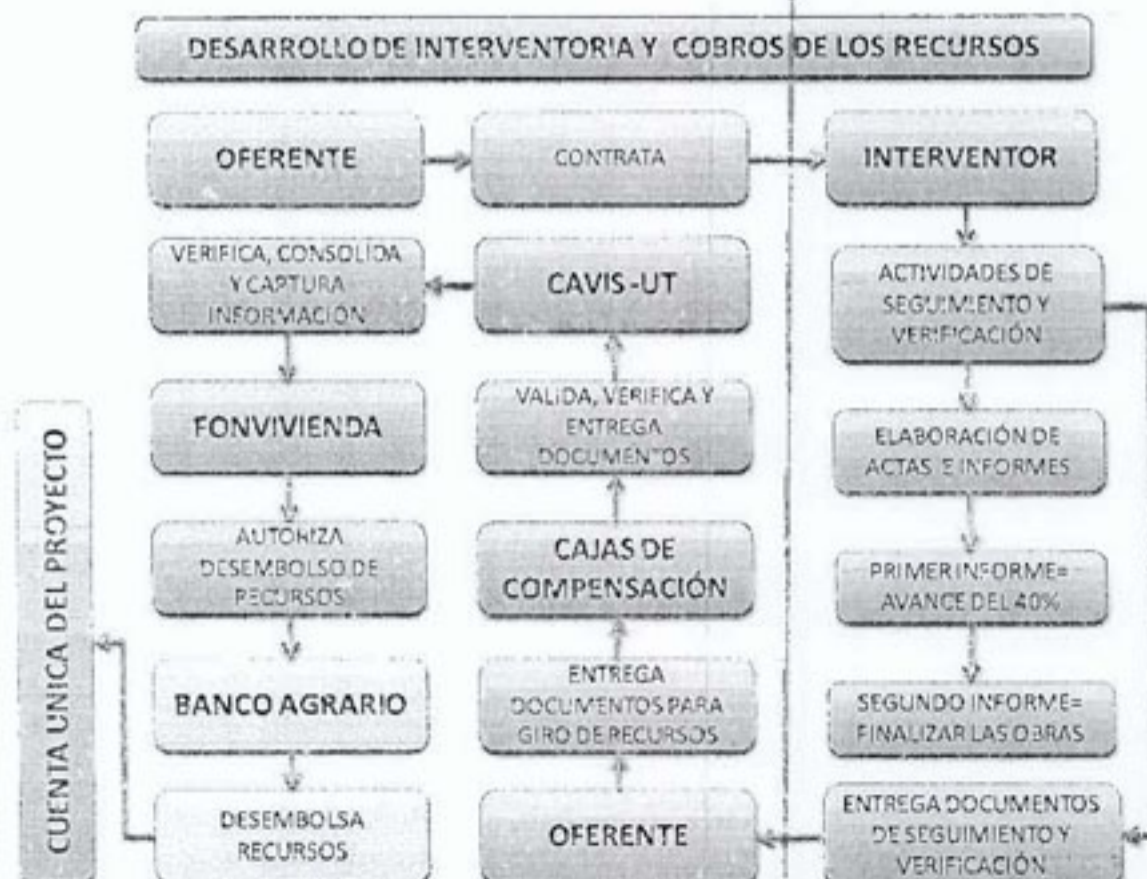 DESARROLLO DE INTERVENTORIA Y COBROS DE LOS RECURSOS
OFERENTE
CONTRATA
INTERVENTOR
VERIFICA, CONSOLIDA
Y CAPTURA
INFORMACION
CAVIS-UT
ACTIVIDADES DE
SEGUIMIENTO Y
VERIFICACIÓN
FONVIVIENDA
VALIDA, VERIFICA Y
ENTREGA
DOCUMENTOS
ELABORACIÓN DE
ACTAS E INFORMES
AUTORIZA
DESEMBOLSO DE
RECURSOS
CAJAS DE
COMPENSACIÓN
PRIMER INFORME=
AVANCE DEL 40%
BANCO AGRARIO
ENTREGA
DOCUMENTOS PARA
GIRO DE RECURSOS
SEGUNDO INFORME=
FINALIZAR LAS OBRAS
DESEMBOLSA
RECURSOS
OFERENTE
ENTREGA DOCUMENTOS
DE SEGUIMIENTO Y
VERIFICACIÓN
CUENTA UNICA DEL PROYECTO